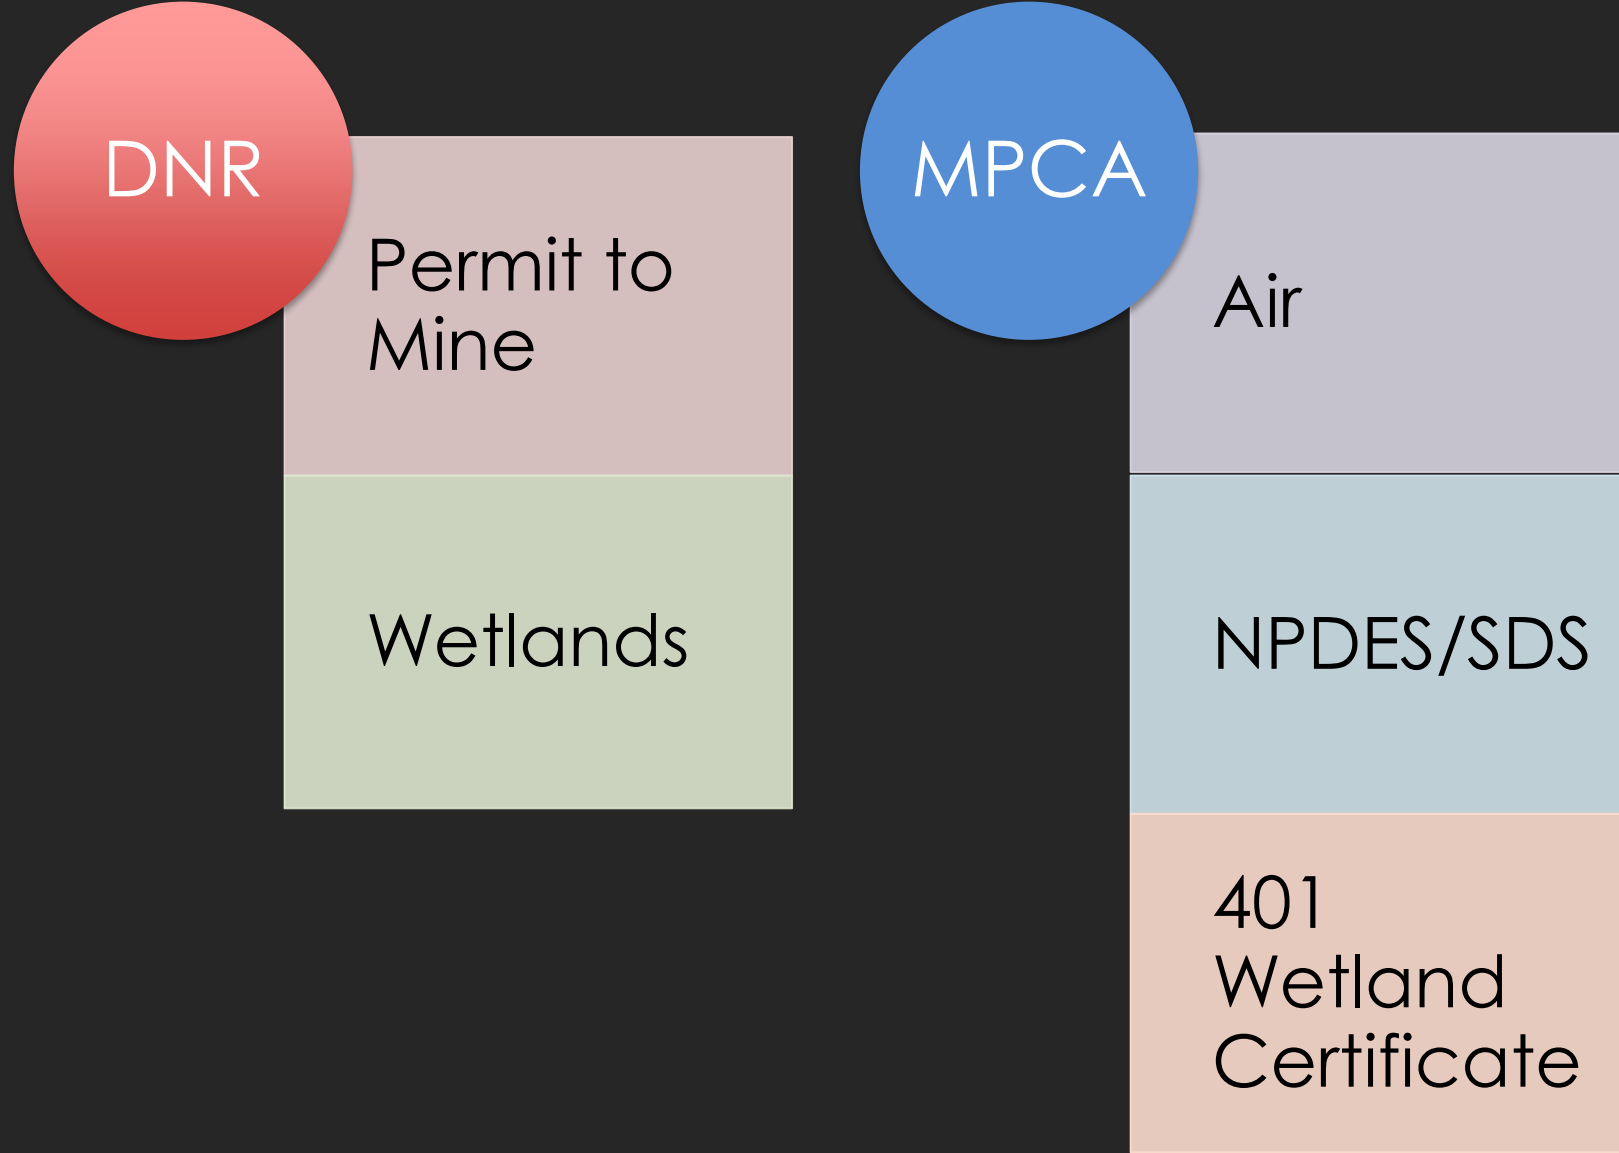 DNR
Permit to
Mine
Wetlands
MPCA
Air
NPDES/SDS
401
Wetland
Certificate